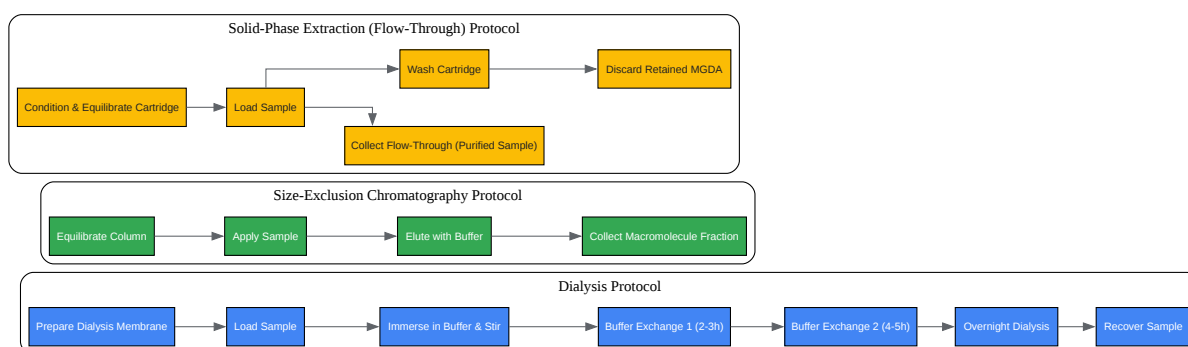 Solid-Phase Extraction (Flow-Through) Protocol
Wash Cartridge
Discard Retained MGDA
Condition & Equilibrate Cartridge
Load Sample
Collect Flow-Through (Purified Sample)
Size-Exclusion Chromatography Protocol
Equilibrate Column
Apply Sample
Elute with Buffer
Collect Macromolecule Fraction
Dialysis Protocol
Prepare Dialysis Membrane
Load Sample
Immerse in Buffer & Stir
Buffer Exchange 1 (2-3h)
Buffer Exchange 2 (4-5h)
Overnight Dialysis
Recover Sample